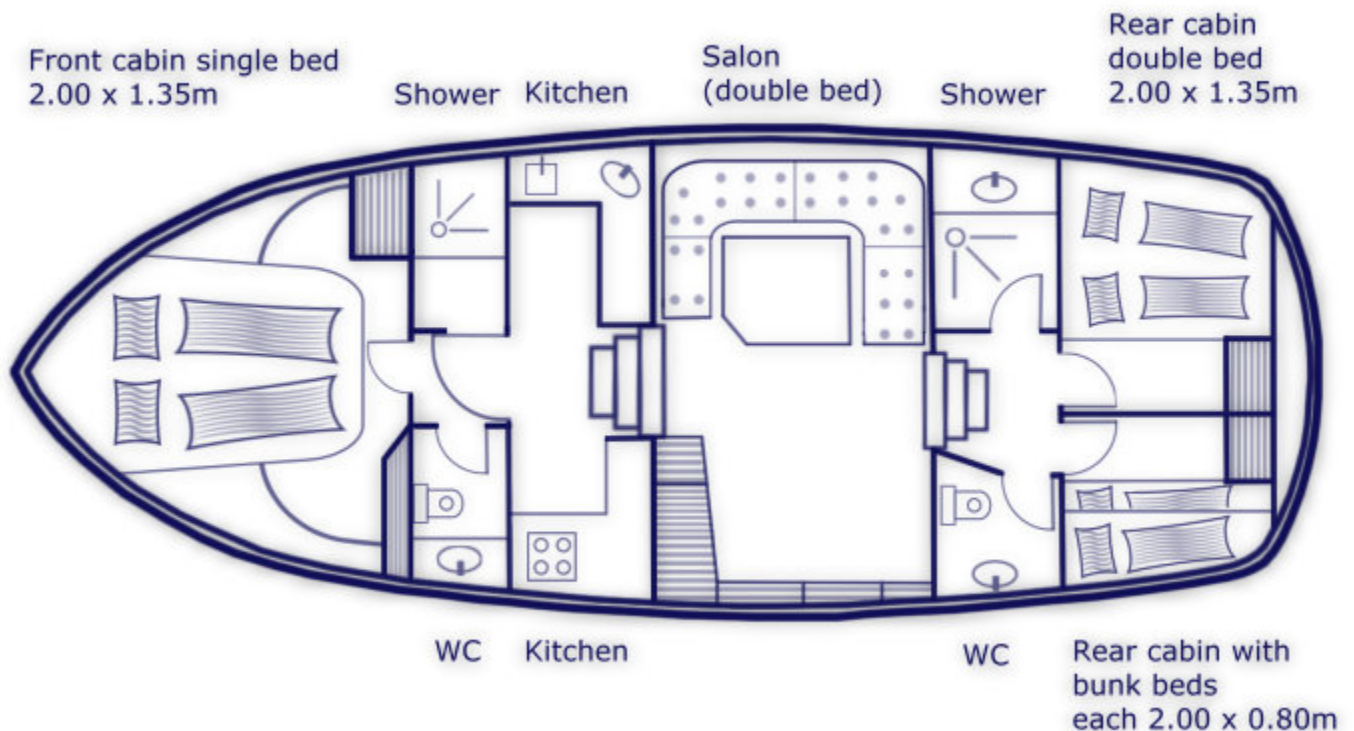 Front cabin single bed
2.00 x 1.35m
Shower
Kitchen
Salon
(double bed)
Shower
Rear cabin
double bed
2.00 x 1.35m
WC
Kitchen
WC
Rear cabin with
bunk beds
each 2.00 x 0.80m